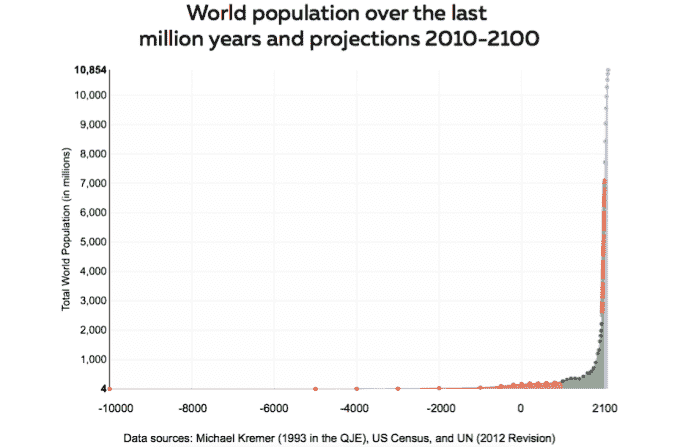 World population over the last
million years and projections 2010-2100
Total World Population (in millions)
10,854
10,000
9,000
8,000
7,000
6,000
5,000
4,000
3,000
2,000
1,000
4
-10000 -8000 -6000 -4000 -2000 0 2100
Data sources: Michael Kremer (1993 in the QJE), US Census, and UN (2012 Revision)